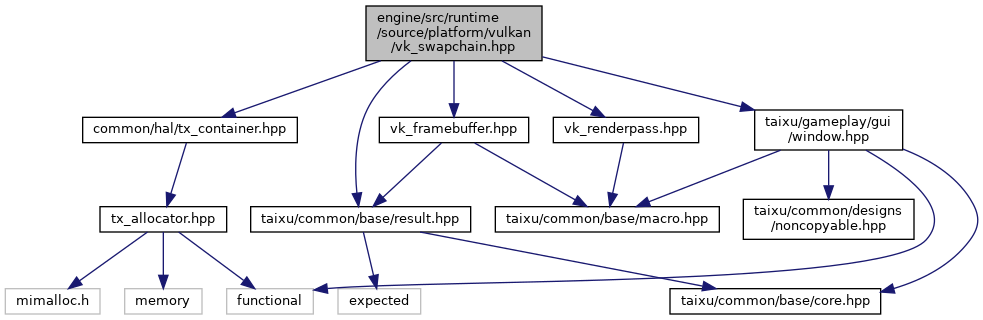 engine/src/runtime
/source/platform/vulkan
/vk_swapchain.hpp
common/hal/tx_container.hpp
vk_framebuffer.hpp
vk_renderpass.hpp
taixu/gameplay/gui
/window.hpp
tx_allocator.hpp
taixu/common/base/result.hpp
taixu/common/base/macro.hpp
taixu/common/designs
/noncopyable.hpp
mimalloc.h
memory
functional
expected
taixu/common/base/core.hpp